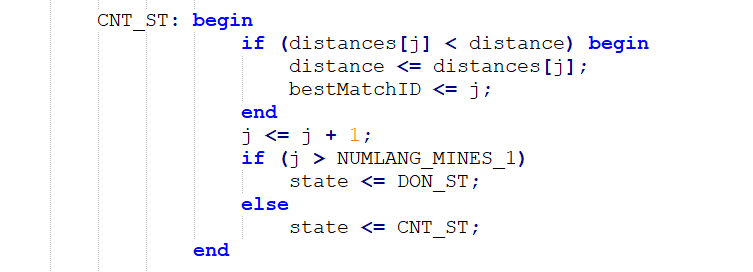 CNT_ST: begin
if (distances[j] < distance) begin
distance <= distances[j];
bestMatchID <= j;
end
j <= j + 1;
if (j > NUMLANG_MINES_1)
state <= DON_ST;
else
state <= CNT_ST;
end